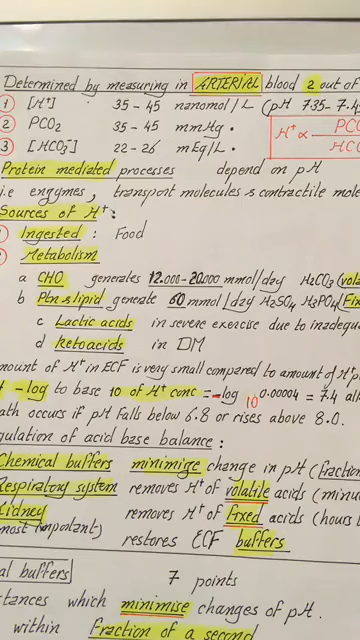 Determined by measuring in ARTERIAL blood 2 out of
1 [H⁺] 35 - 45 nanomol/L (pH 7.35-7.4
2 PCO2 35 - 45 mmHg.
3 [HCO3⁻] 22 - 26 mEq/L.
H⁺ ∝ PC
HCO
Protein mediated processes depend on pH
i.e enzymes, transport molecules & contractile mole
Sources of H⁺:
Ingested : Food
Metabolism
a CHO generates 12.000-20.000 mmol/day H2CO3 (vola
b Ptn & lipid generate 60 mmol/day H2SO4 H3PO4 (Fix
c Lactic acids in severe exercise due to inadequ
d ketoacids in DM
mount of H⁺ in ECF is very small compared to amount of H⁺
-log to base 10 of H⁺ conc = -log 10 0.00004 = 7.4 al
ath occurs if pH falls below 6.8 or rises above 8.0.
gulation of acid base balance :
Chemical buffers minimize change in pH (fraction
Respiratory system removes H⁺ of volatile acids (minu
Kidney removes H⁺ of fixed acids (hours
most important) restores ECF buffers
al buffers 7 points
stances which minimise changes of pH.
within fraction of a second